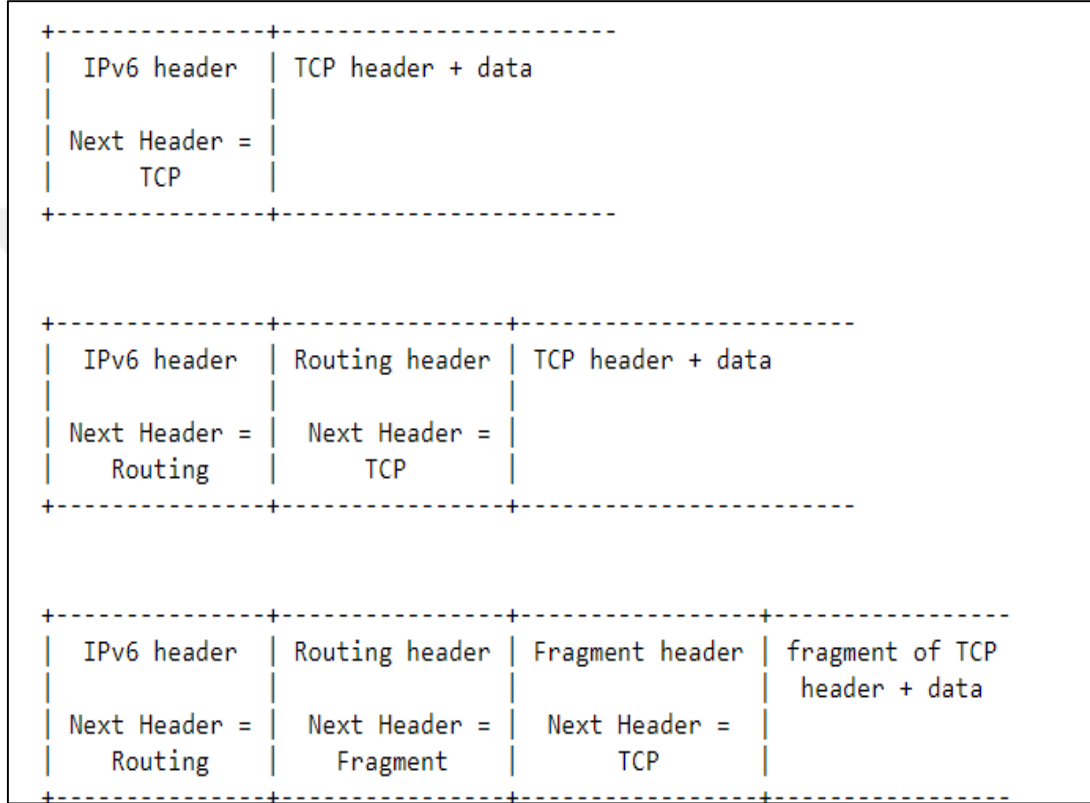 +---------------+------------------------
|  IPv6 header  | TCP header + data
|               |
| Next Header = |
|      TCP      |
+---------------+------------------------
+---------------+----------------+------------------------
|  IPv6 header  | Routing header | TCP header + data
|               |                |
| Next Header = |  Next Header = |
|    Routing    |      TCP       |
+---------------+----------------+------------------------
+---------------+----------------+-----------------+-----------------
|  IPv6 header  | Routing header | Fragment header | fragment of TCP
|               |                |                 |  header + data
| Next Header = |  Next Header = |  Next Header =  |
|    Routing    |    Fragment    |       TCP       |
+---------------+----------------+-----------------+-----------------